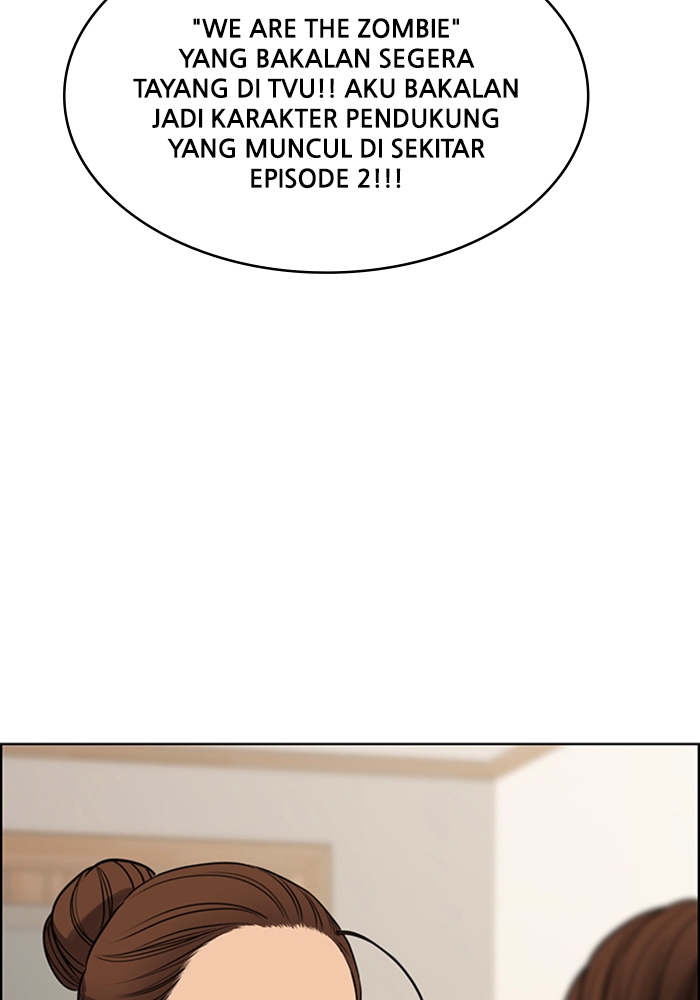 "WE ARE THE ZOMBIE"
YANG BAKALAN SEGERA
TAYANG DI TVU!! AKU BAKALAN
JADI KARAKTER PENDUKUNG
YANG MUNCUL DI SEKITAR
EPISODE 2!!!